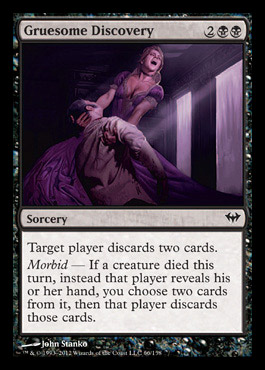 Gruesome Discovery 2
Sorcery
Target player discards two cards.
Morbid — If a creature died this
turn, instead that player reveals his
or her hand, you choose two cards
from it, then that player discards
those cards.
John Stanko
™ & © 1993–2012 Wizards of the Coast LLC 66/158